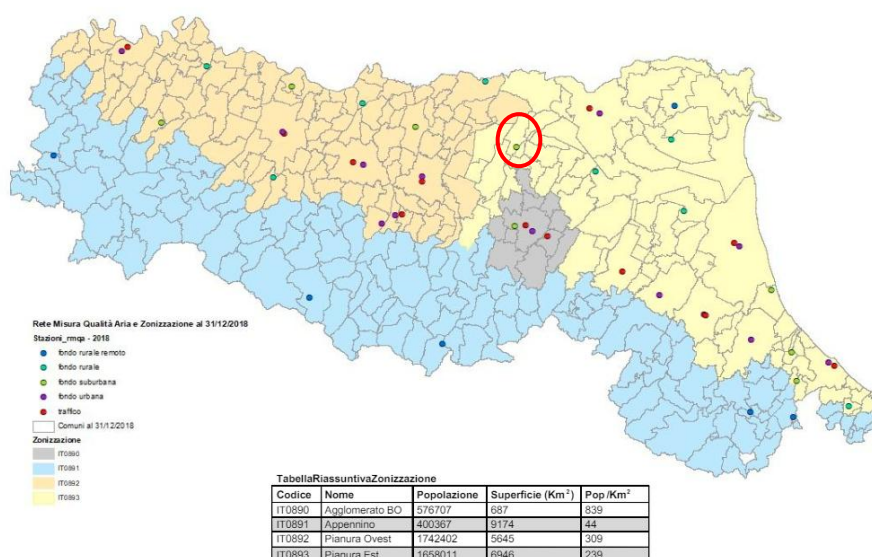 Rete Misura Qualità Aria e Zonizzazione al 31/12/2018
Stazioni_rmqa - 2018
fondo rurale remoto
fondo rurale
fondo suburbana
fondo urbana
traffico
Comuni al 31/12/2018
Zonizzazione
IT0890
IT0891
IT0892
IT0893
TabellaRiassuntivaZonizzazione
Codice Nome Popolazione Superficie (Km²) Pop /Km²
IT0890 Agglomerato BO 576707 687 839
IT0891 Appennino 400367 9174 44
IT0892 Pianura Ovest 1742402 5645 309
IT0893 Pianura Est 1658011 6946 239